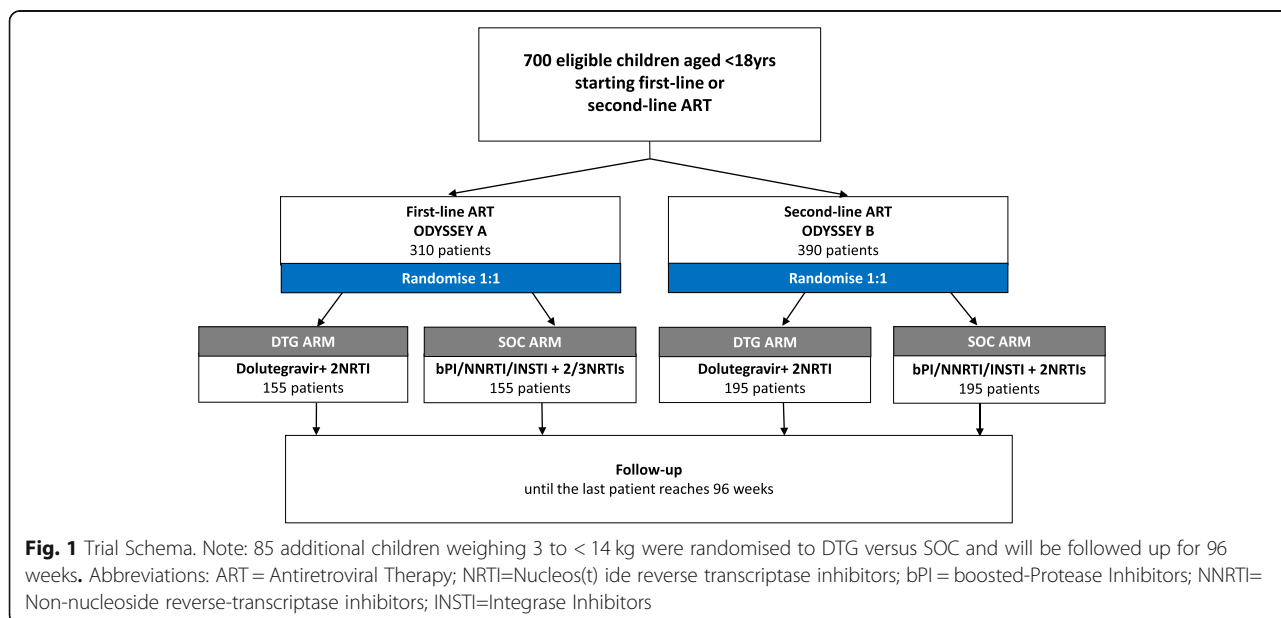 700 eligible children aged <18yrs
starting first-line or
second-line ART
First-line ART
ODYSSEY A
310 patients
Randomise 1:1
Second-line ART
ODYSSEY B
390 patients
Randomise 1:1
DTG ARM
Dolutegravir+ 2NRTI
155 patients
SOC ARM
bPI/NNRTI/INSTI + 2/3NRTIs
155 patients
DTG ARM
Dolutegravir+ 2NRTI
195 patients
SOC ARM
bPI/NNRTI/INSTI + 2NRTIs
195 patients
Follow-up
until the last patient reaches 96 weeks
Fig. 1 Trial Schema. Note: 85 additional children weighing 3 to < 14 kg were randomised to DTG versus SOC and will be followed up for 96
weeks. Abbreviations: ART = Antiretroviral Therapy; NRTI=Nucleos(t) ide reverse transcriptase inhibitors; bPI = boosted-Protease Inhibitors; NNRTI=
Non-nucleoside reverse-transcriptase inhibitors; INSTI=Integrase Inhibitors